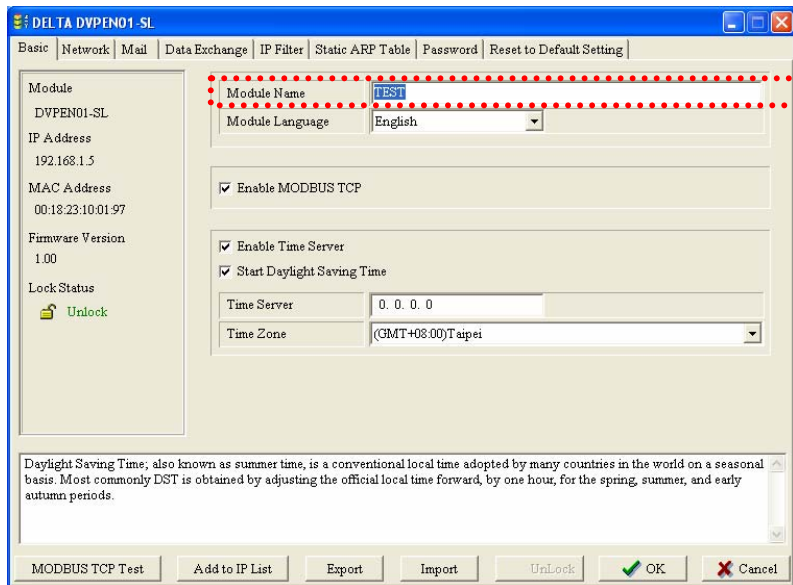 DELTA DVPEN01-SL
Basic Network Mail Data Exchange IP Filter Static ARP Table Password Reset to Default Setting
Module
DVPEN01-SL
IP Address
192.168.1.5
MAC Address
00:18:23:10:01:97
Firmware Version
1.00
Lock Status
Unlock
Module Name TEST
Module Language English
Enable MODBUS TCP
Enable Time Server
Start Daylight Saving Time
Time Server 0. 0. 0. 0
Time Zone (GMT+08:00)Taipei
Daylight Saving Time; also known as summer time, is a conventional local time adopted by many countries in the world on a seasonal
basis. Most commonly DST is obtained by adjusting the official local time forward, by one hour, for the spring, summer, and early
autumn periods.
MODBUS TCP Test Add to IP List Export Import UnLock OK Cancel